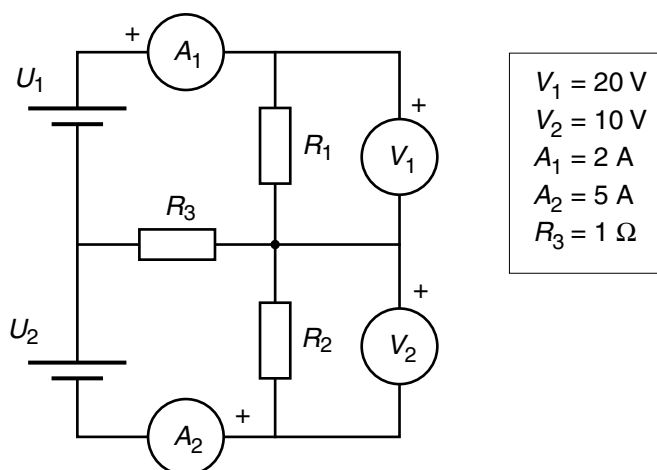 +
A1
U1
+
R1
V1
R3
+
U2
R2
V2
+
A2
V1 = 20 V
V2 = 10 V
A1 = 2 A
A2 = 5 A
R3 = 1 Ω